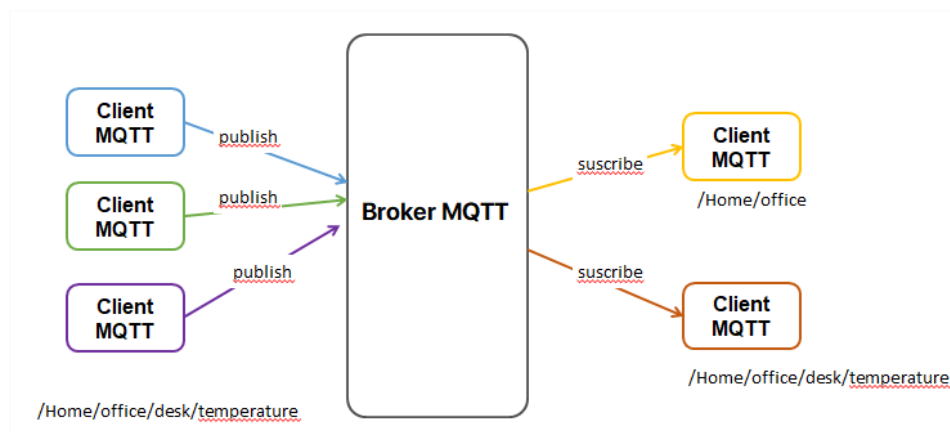 Client
MQTT
publish
Client
MQTT
publish
Client
MQTT
publish
/Home/office/desk/temperature
Broker MQTT
suscribe
Client
MQTT
/Home/office
suscribe
Client
MQTT
/Home/office/desk/temperature